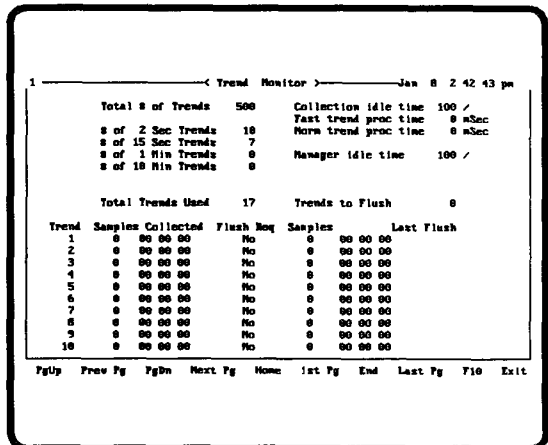 1 < Trend Monitor > Jan 8 2 42 43 pm
Total # of Trends 500 Collection idle time 100 /
Fast trend proc time 0 mSec
# of 2 Sec Trends 10 Norm trend proc time 0 mSec
# of 15 Sec Trends 7
# of 1 Min Trends 0 Manager idle time 100 /
# of 10 Min Trends 0
Total Trends Used 17 Trends to Flush 0
Trend Samples Collected Flush Req Samples Last Flush
1 0 00 00 00 No 0 00 00 00
2 0 00 00 00 No 0 00 00 00
3 0 00 00 00 No 0 00 00 00
4 0 00 00 00 No 0 00 00 00
5 0 00 00 00 No 0 00 00 00
6 0 00 00 00 No 0 00 00 00
7 0 00 00 00 No 0 00 00 00
8 0 00 00 00 No 0 00 00 00
9 0 00 00 00 No 0 00 00 00
10 0 00 00 00 No 0 00 00 00
PgUp Prev Pg PgDn Next Pg Home 1st Pg End Last Pg F10 Exit